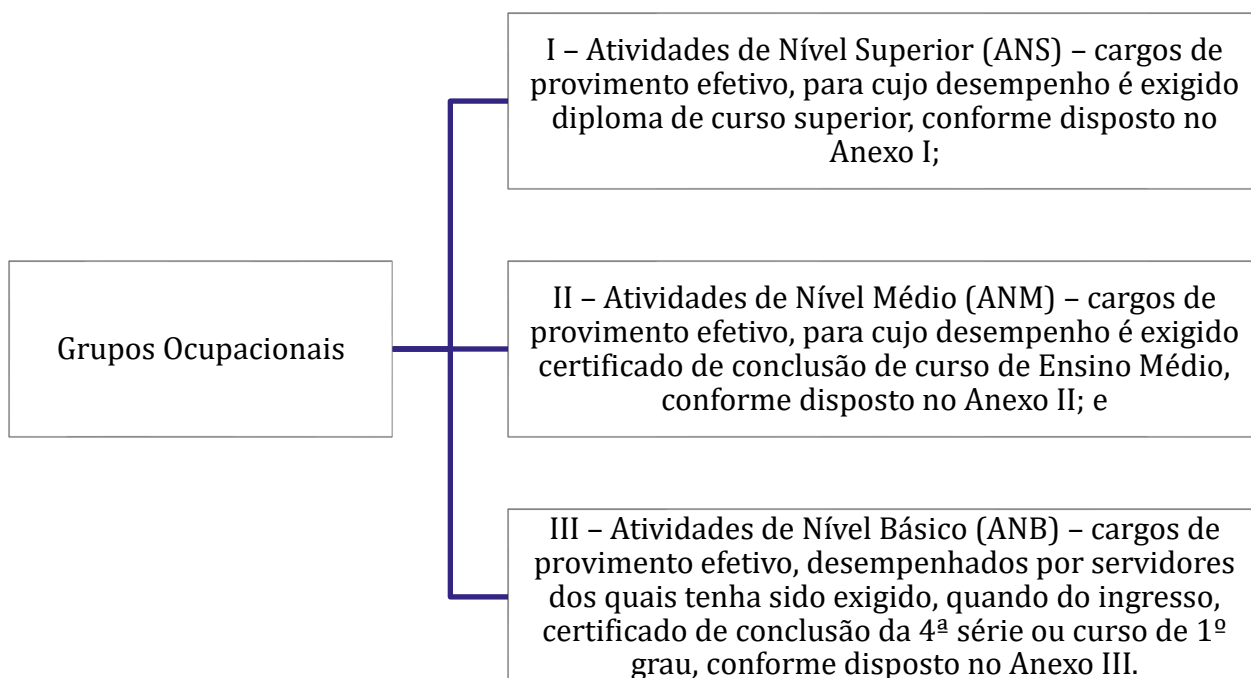 I – Atividades de Nível Superior (ANS) – cargos de
provimento efetivo, para cujo desempenho é exigido
diploma de curso superior, conforme disposto no
Anexo I;
Grupos Ocupacionais
II – Atividades de Nível Médio (ANM) – cargos de
provimento efetivo, para cujo desempenho é exigido
certificado de conclusão de curso de Ensino Médio,
conforme disposto no Anexo II; e
III – Atividades de Nível Básico (ANB) – cargos de
provimento efetivo, desempenhados por servidores
dos quais tenha sido exigido, quando do ingresso,
certificado de conclusão da 4ª série ou curso de 1º
grau, conforme disposto no Anexo III.